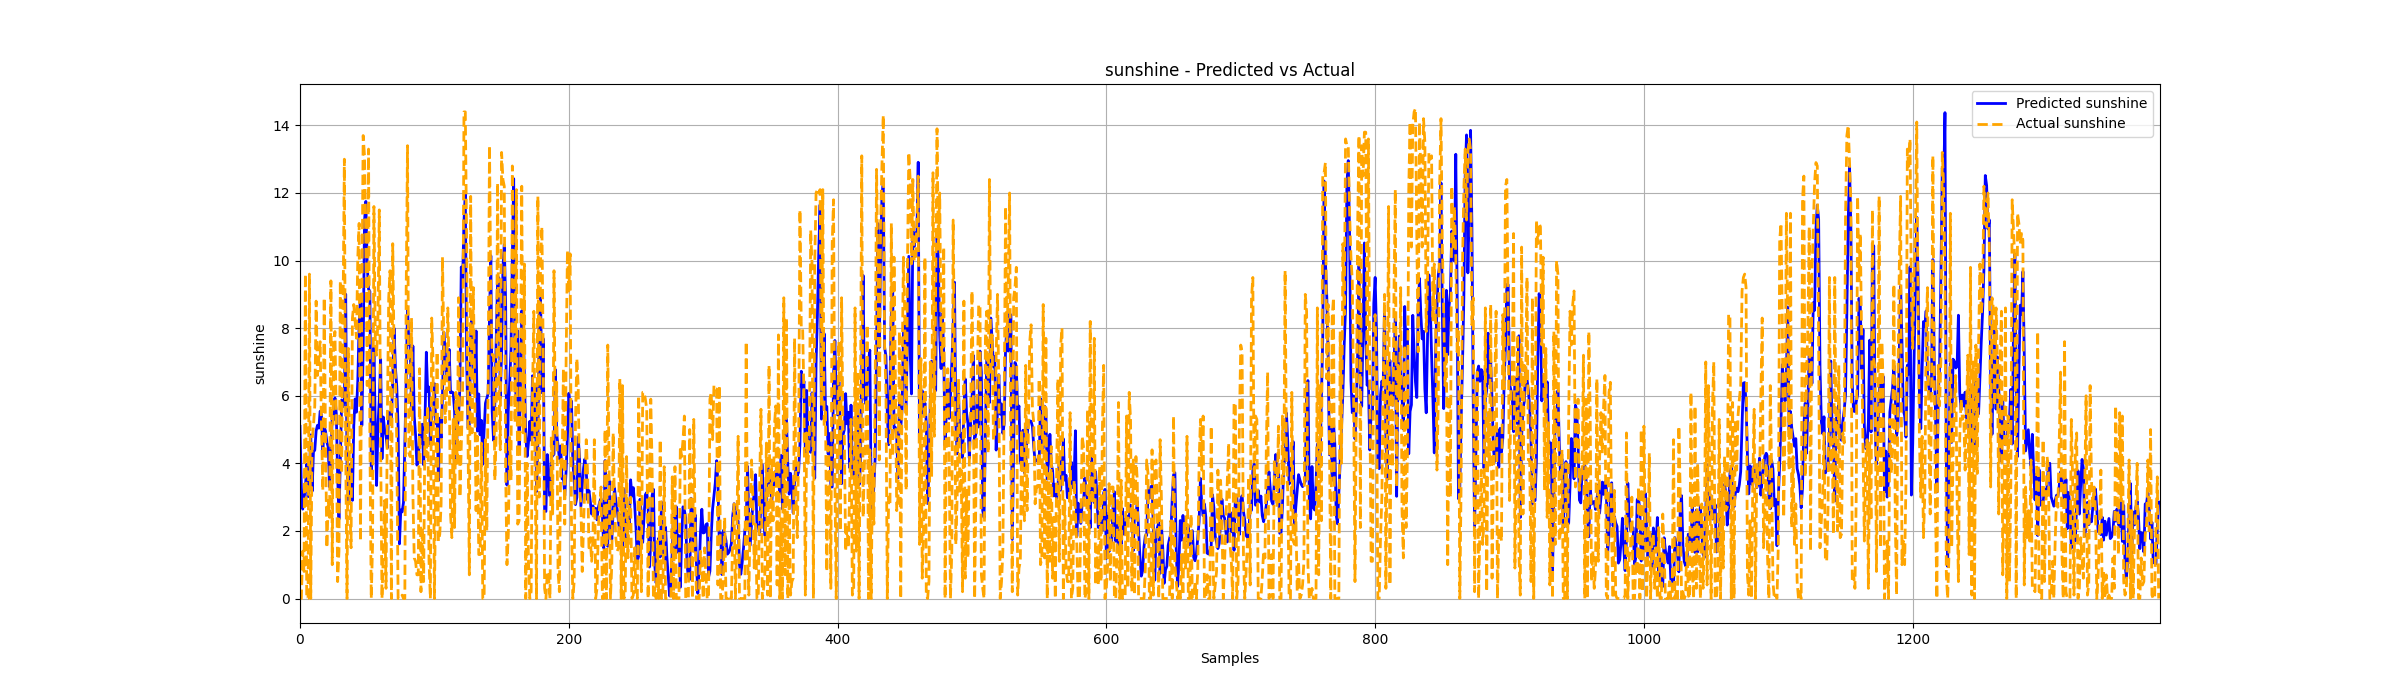 sunshine - Predicted vs Actual
Predicted sunshine
Actual sunshine
14
12
10
8
6
4
2
0
sunshine
0 200 400 600 800 1000 1200
Samples